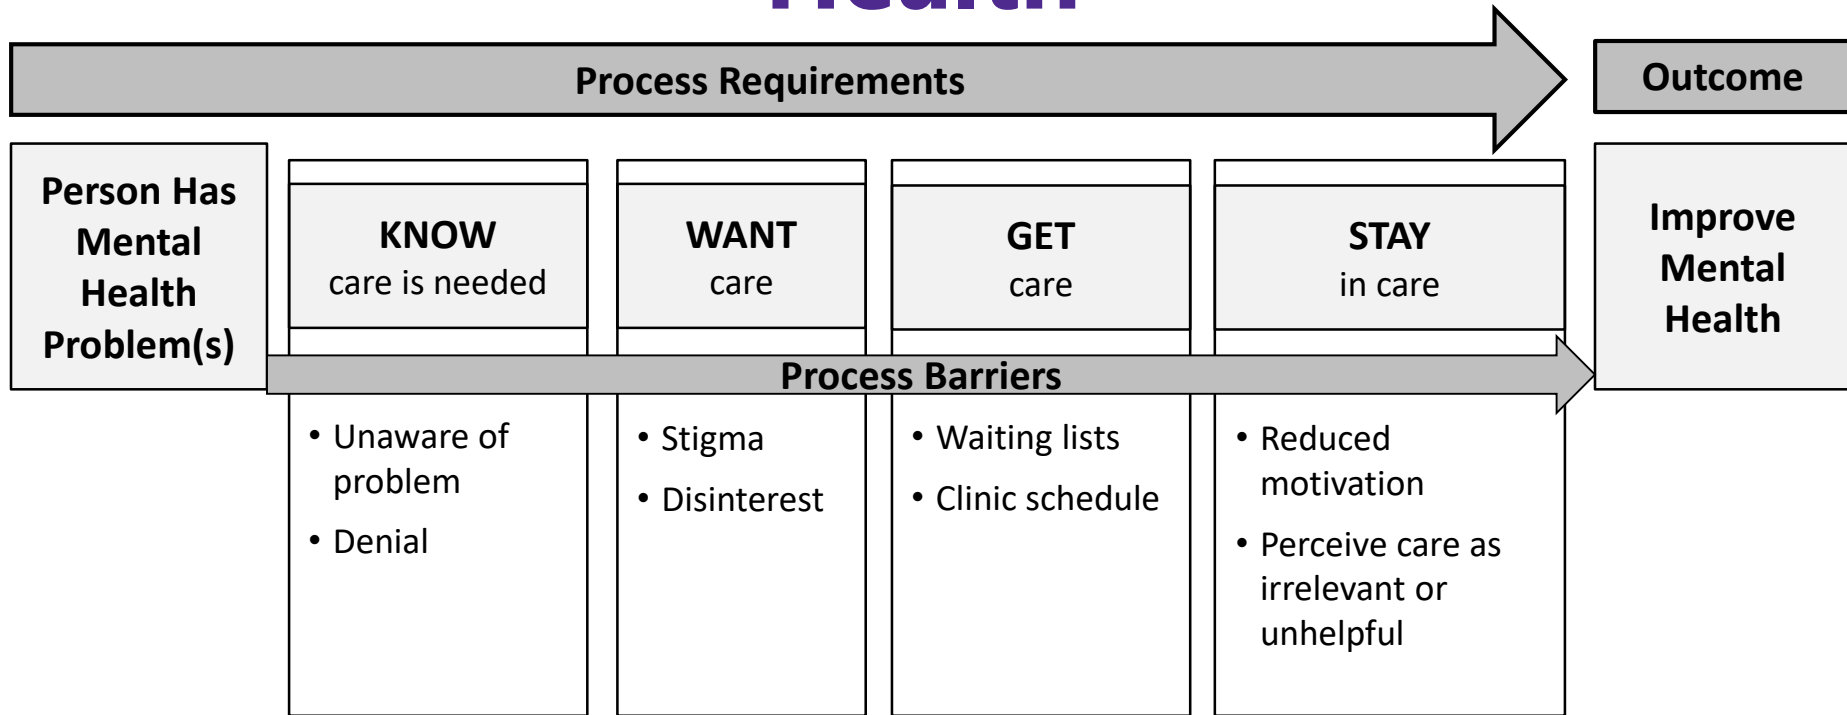 Health
Process Requirements
Outcome
Person Has
Mental
Health
Problem(s)
KNOW
care is needed
WANT
care
GET
care
STAY
in care
Improve
Mental
Health
Process Barriers
• Unaware of
problem
• Denial
• Stigma
• Disinterest
• Waiting lists
• Clinic schedule
• Reduced
motivation
• Perceive care as
irrelevant or
unhelpful